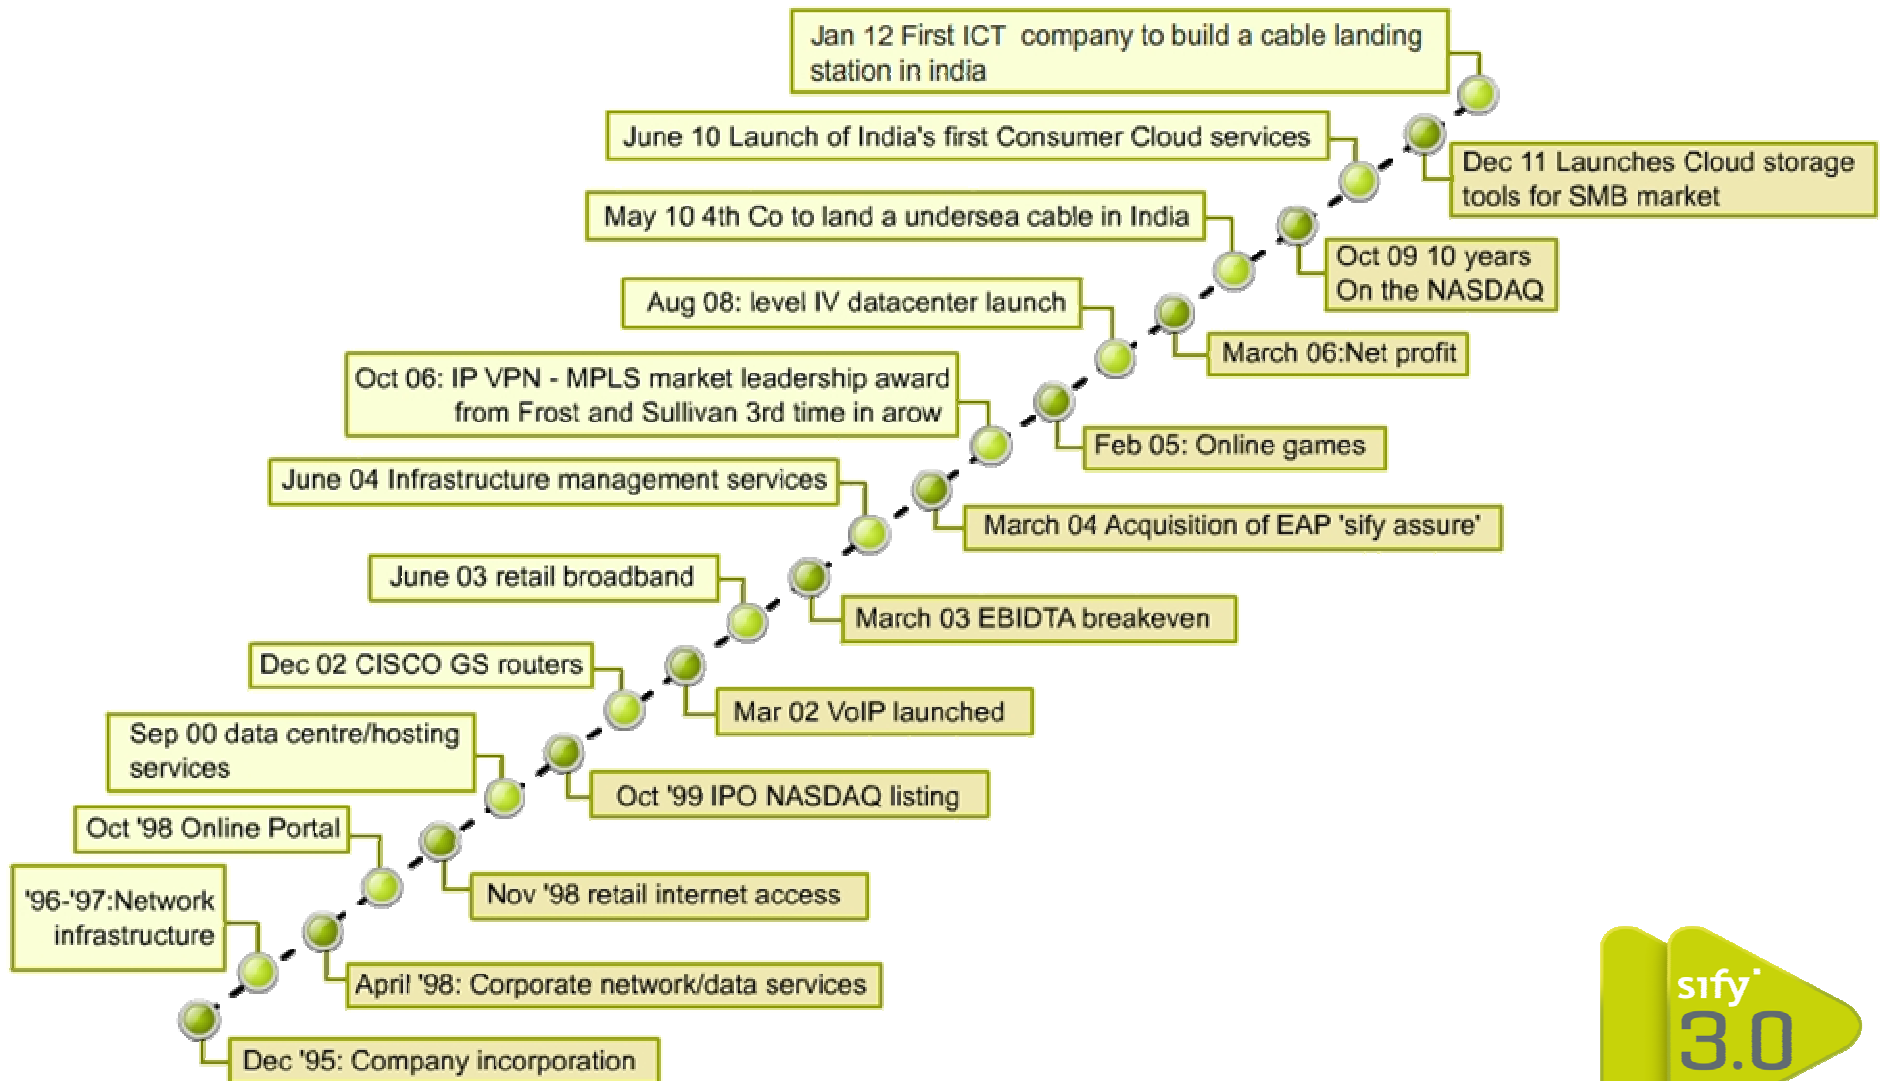 Jan 12 First ICT company to build a cable landing
station in india
June 10 Launch of India's first Consumer Cloud services
Dec 11 Launches Cloud storage
tools for SMB market
May 10 4th Co to land a undersea cable in India
Oct 09 10 years
On the NASDAQ
Aug 08: level IV datacenter launch
March 06:Net profit
Oct 06: IP VPN - MPLS market leadership award
from Frost and Sullivan 3rd time in arow
Feb 05: Online games
June 04 Infrastructure management services
March 04 Acquisition of EAP 'sify assure'
June 03 retail broadband
March 03 EBIDTA breakeven
Dec 02 CISCO GS routers
Mar 02 VoIP launched
Sep 00 data centre/hosting
services
Oct '99 IPO NASDAQ listing
Oct '98 Online Portal
Nov '98 retail internet access
'96-'97:Network
infrastructure
April '98: Corporate network/data services
Dec '95: Company incorporation
sify
3.0